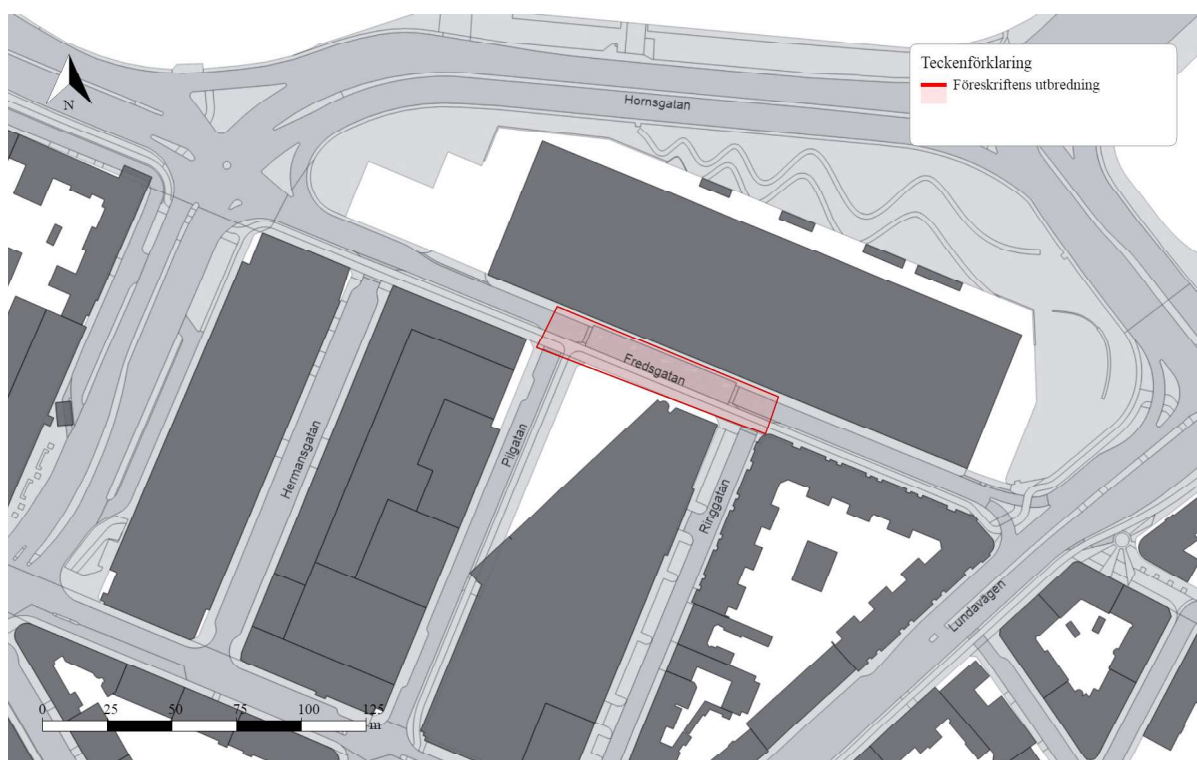 Teckenförklaring
Föreskriftens utbredning
N
Hornsgatan
Fredsgatan
Hermansgatan
Pilgatan
Ringgatan
Lundavägen
0 25 50 75 100 125
m